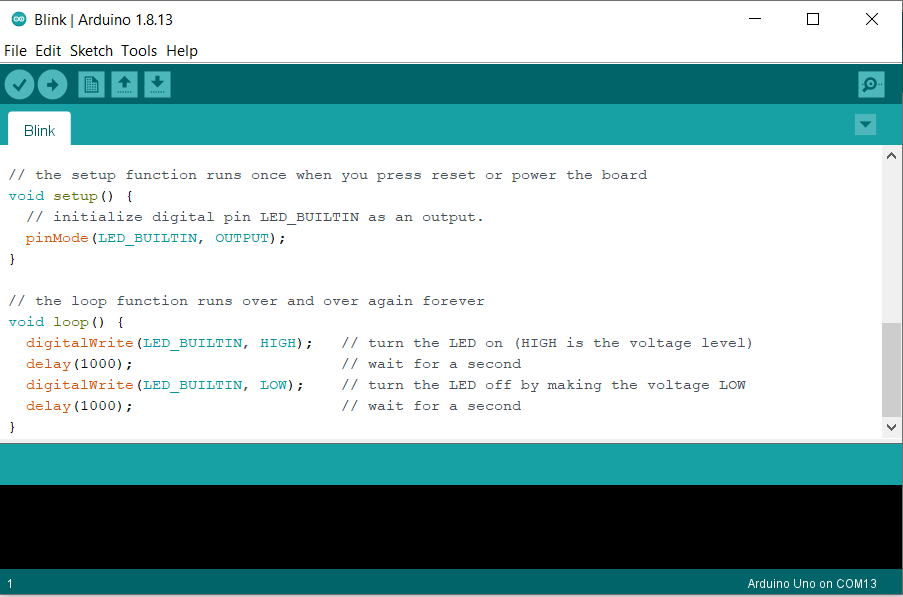 Blink | Arduino 1.8.13
File Edit Sketch Tools Help
Blink
// the setup function runs once when you press reset or power the board
void setup() {
  // initialize digital pin LED_BUILTIN as an output.
  pinMode(LED_BUILTIN, OUTPUT);
}
// the loop function runs over and over again forever
void loop() {
  digitalWrite(LED_BUILTIN, HIGH);   // turn the LED on (HIGH is the voltage level)
  delay(1000);                       // wait for a second
  digitalWrite(LED_BUILTIN, LOW);    // turn the LED off by making the voltage LOW
  delay(1000);                       // wait for a second
}
1
Arduino Uno on COM13